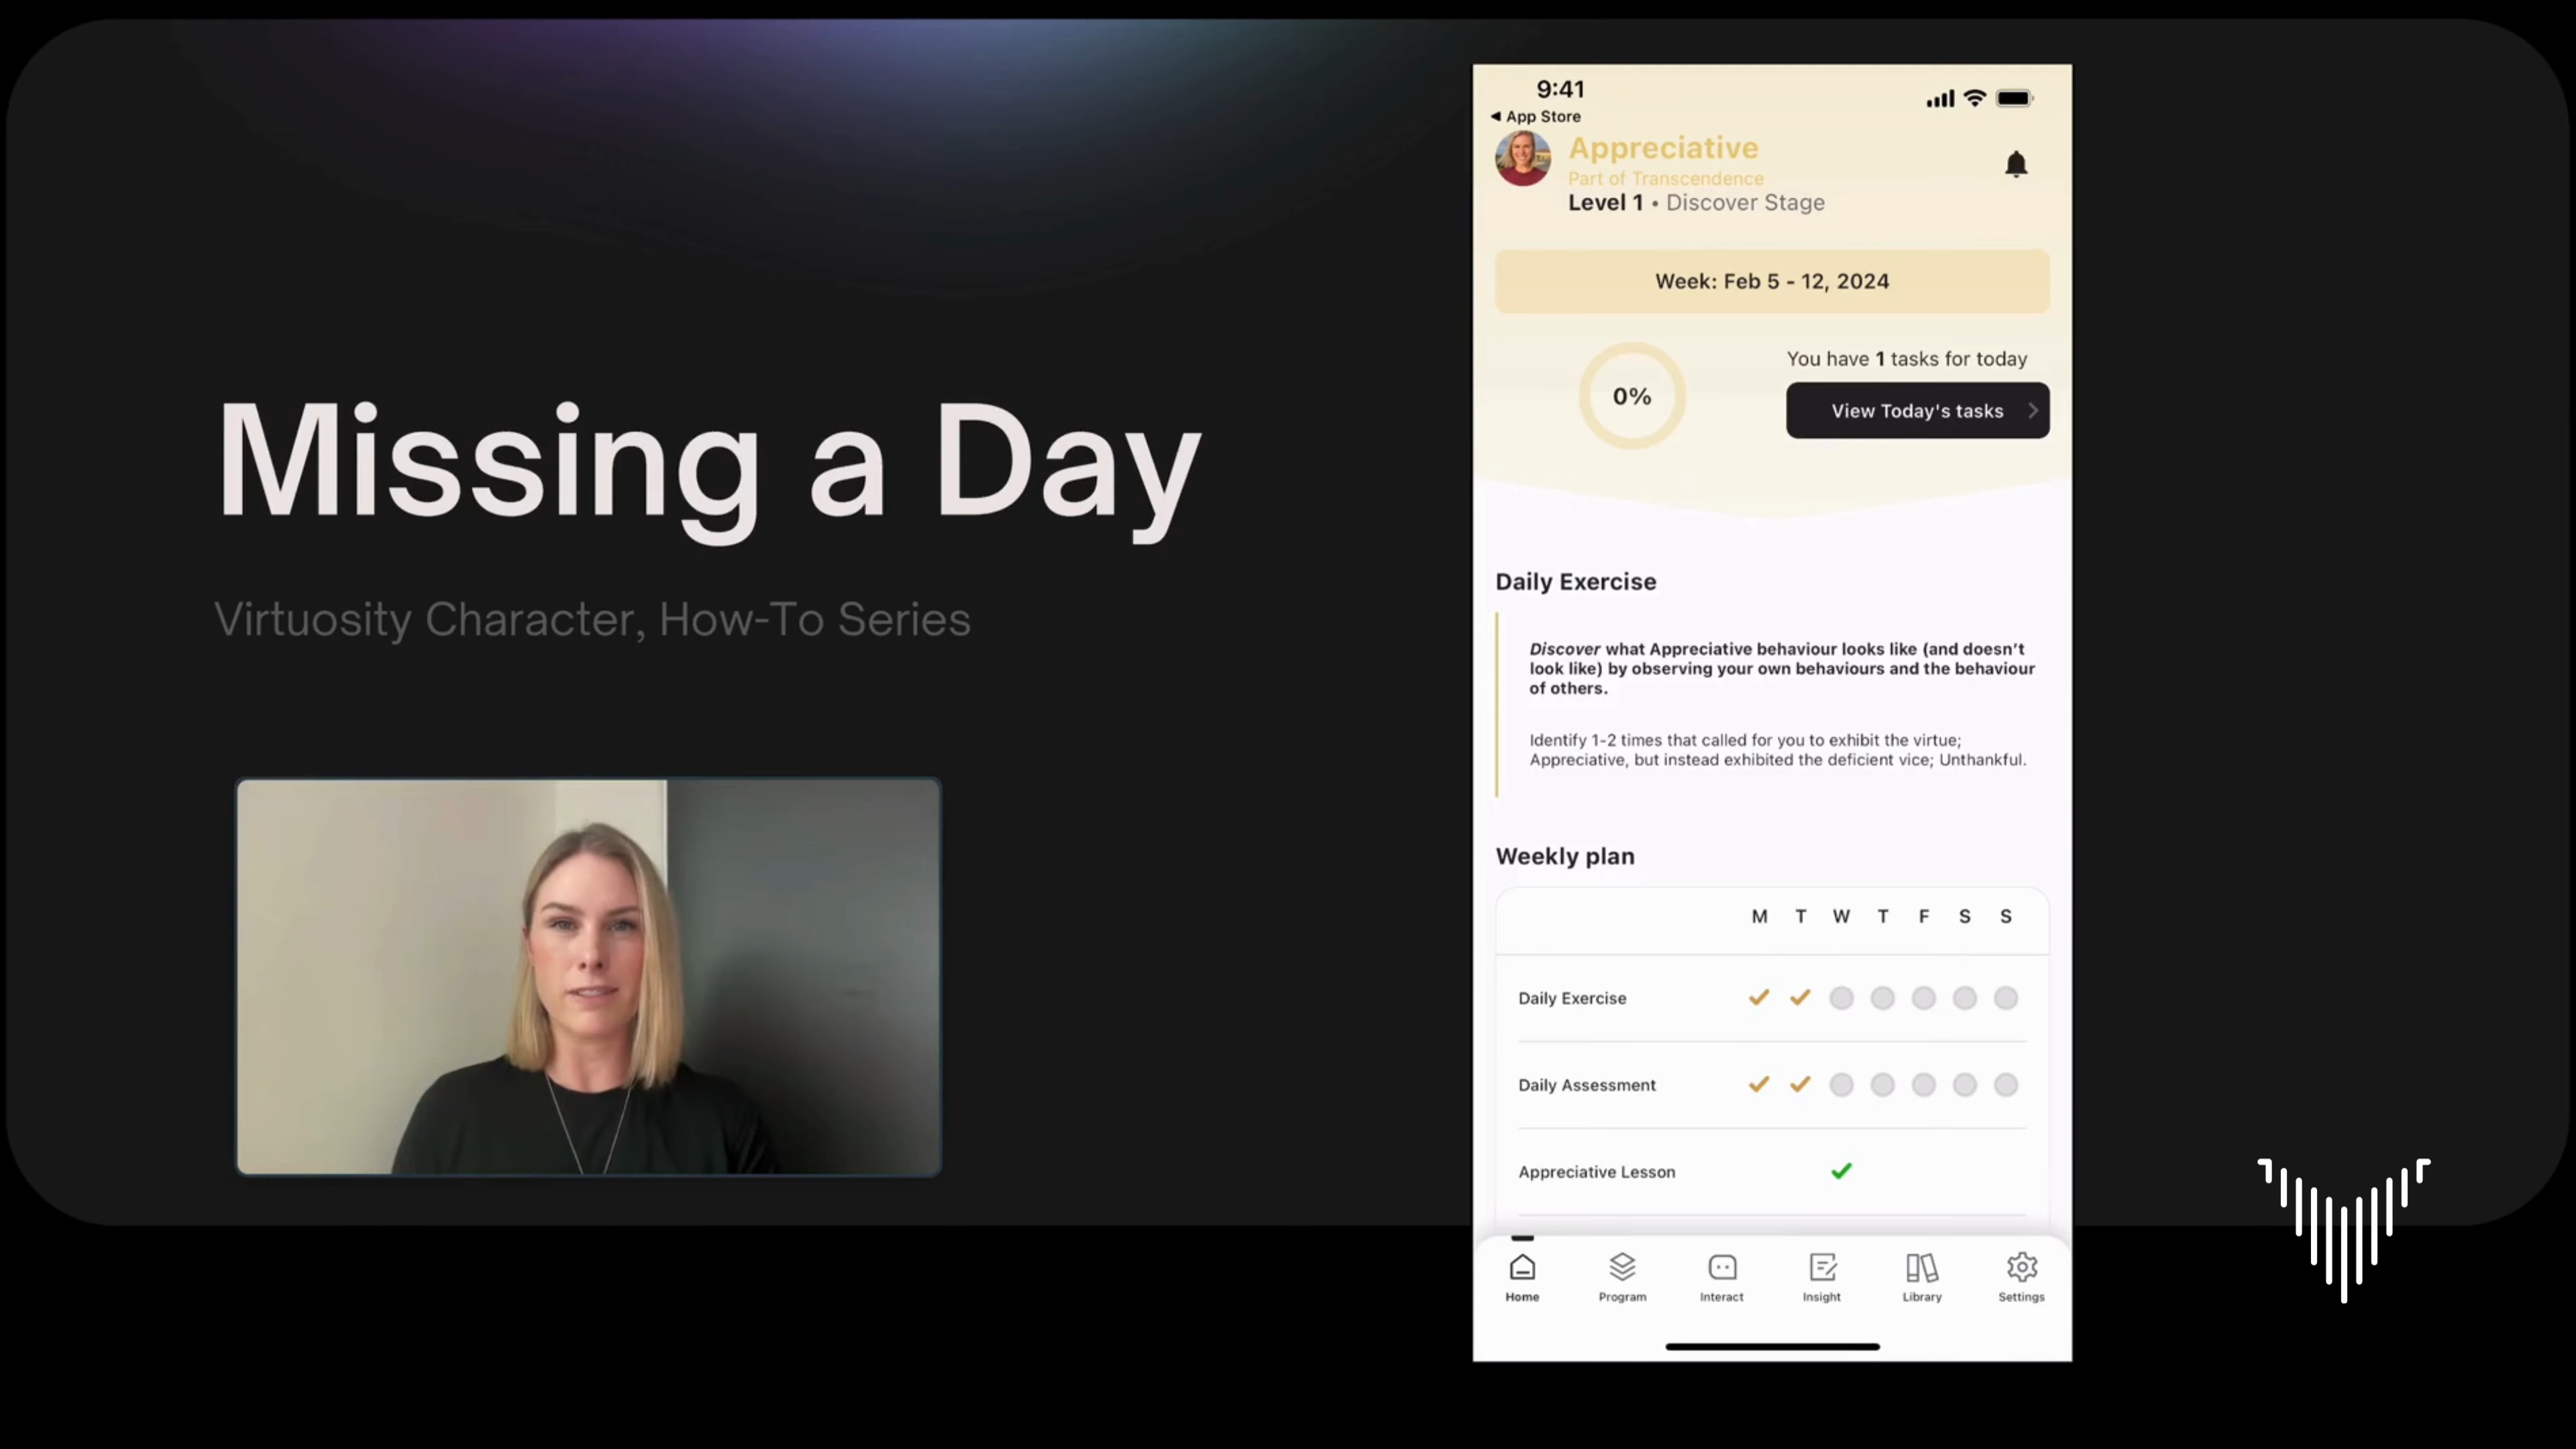 Missing a Day
Virtuosity Character, How-To Series
9:41
◀ App Store
Appreciative
Part of Transcendence
Level 1 • Discover Stage
Week: Feb 5 - 12, 2024
0%
You have 1 tasks for today
View Today's tasks
Daily Exercise
Discover what Appreciative behaviour looks like (and doesn't
look like) by observing your own behaviours and the behaviour
of others.
Identify 1-2 times that called for you to exhibit the virtue;
Appreciative, but instead exhibited the deficient vice; Unthankful.
Weekly plan
M T W T F S S
Daily Exercise
Daily Assessment
Appreciative Lesson
Home Program Interact Insight Library Settings